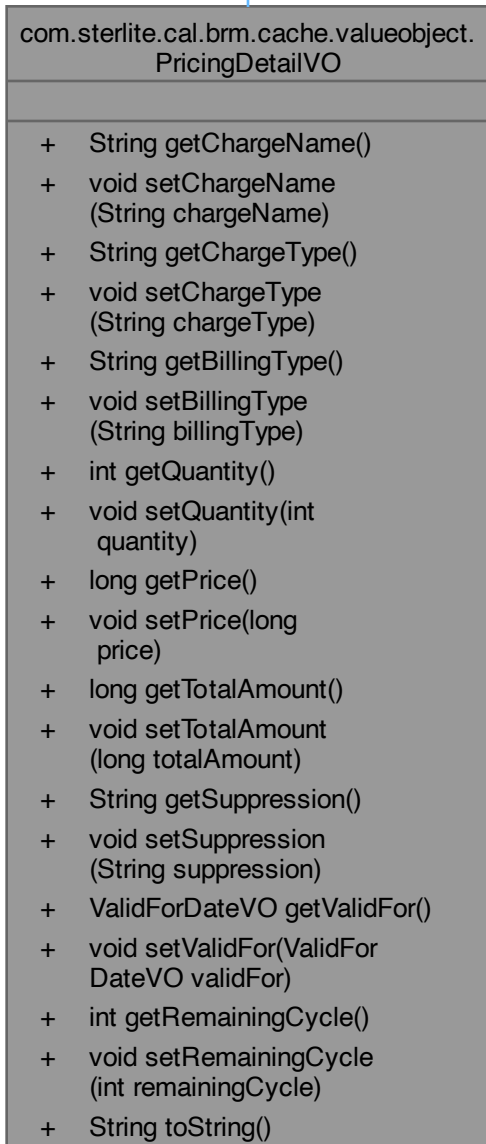 com.sterlite.cal.brm.cache.valueobject.
PricingDetailVO
+ String getChargeName()
+ void setChargeName
(String chargeName)
+ String getChargeType()
+ void setChargeType
(String chargeType)
+ String getBillingType()
+ void setBillingType
(String billingType)
+ int getQuantity()
+ void setQuantity(int
quantity)
+ long getPrice()
+ void setPrice(long
price)
+ long getTotalAmount()
+ void setTotalAmount
(long totalAmount)
+ String getSuppression()
+ void setSuppression
(String suppression)
+ ValidForDateVO getValidFor()
+ void setValidFor(ValidFor
DateVO validFor)
+ int getRemainingCycle()
+ void setRemainingCycle
(int remainingCycle)
+ String toString()